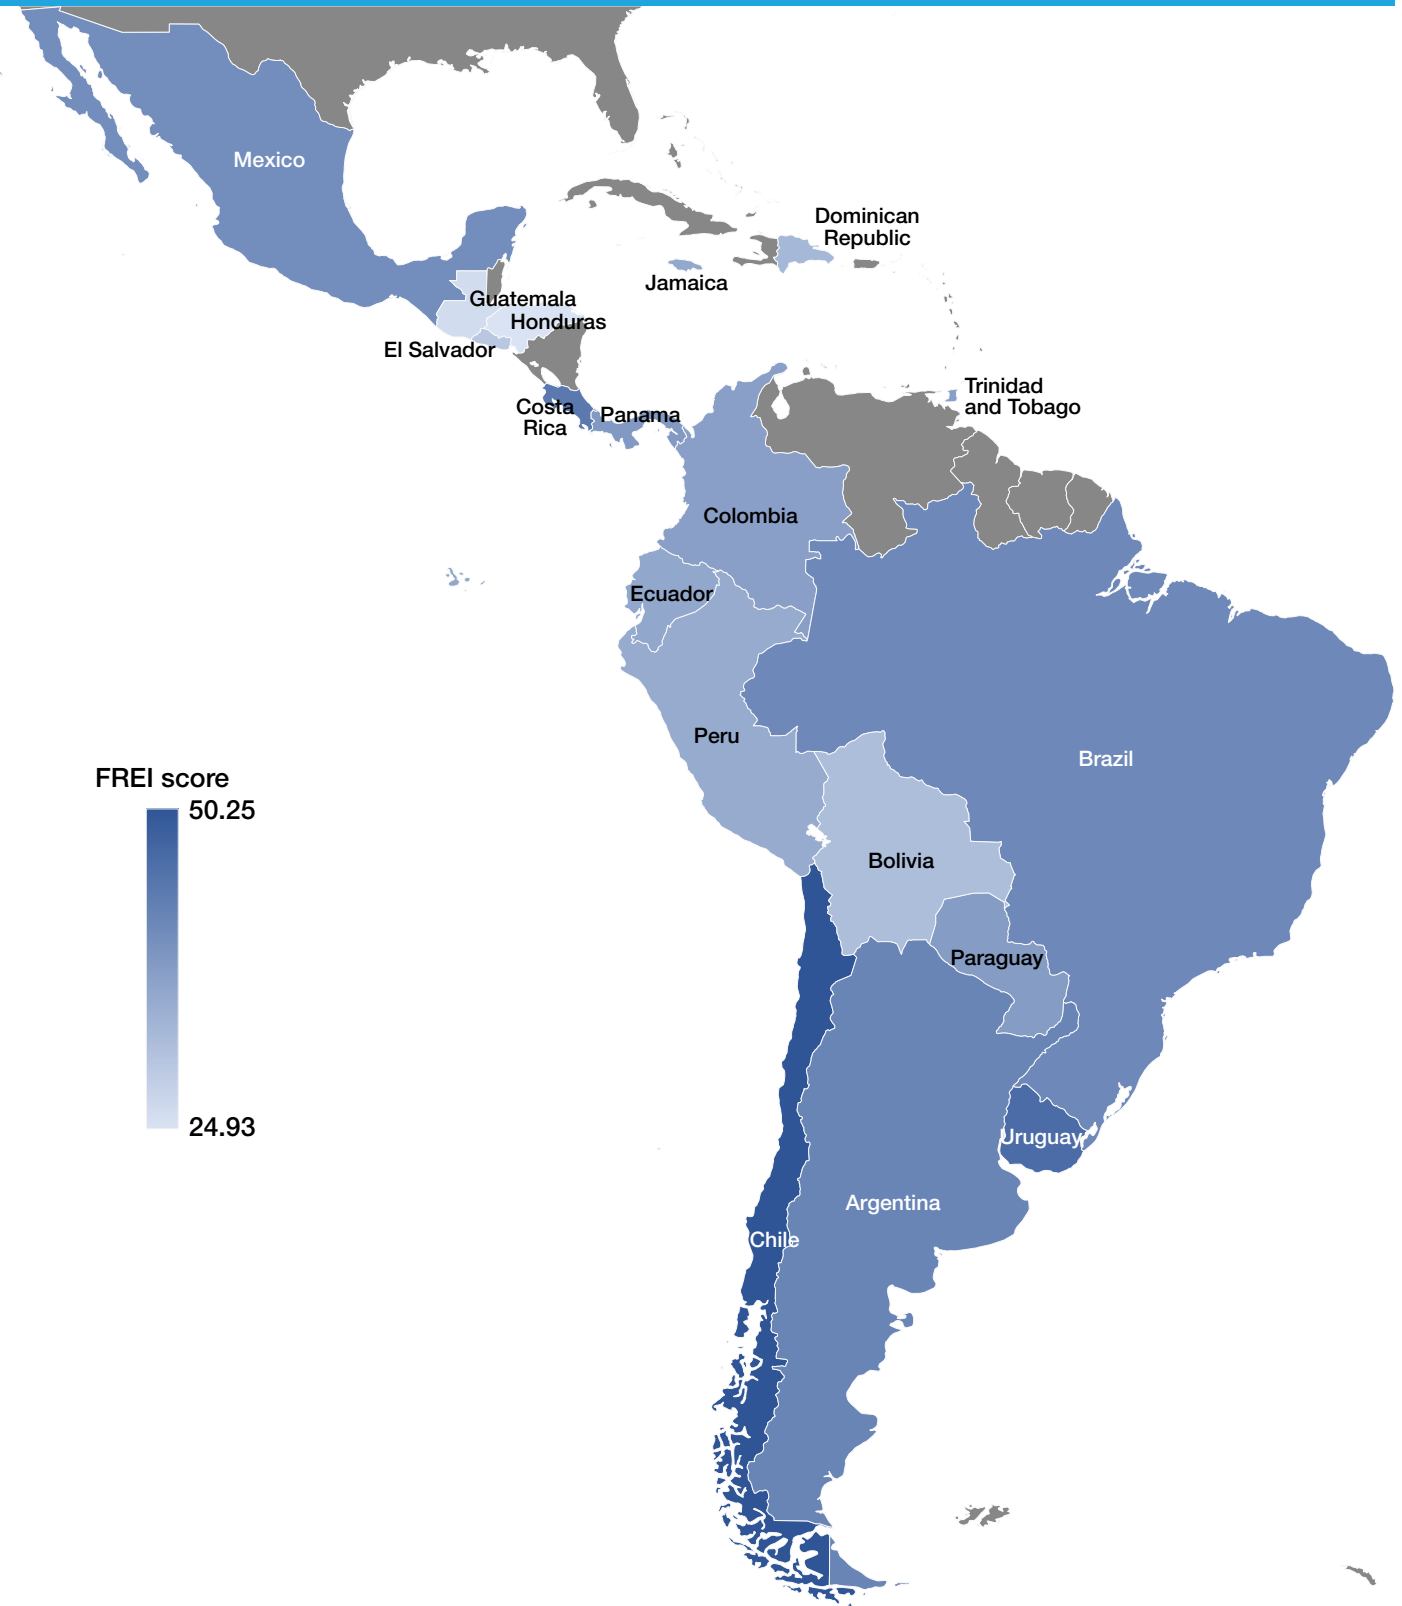 Mexico
Dominican
Republic
Jamaica
Guatemala
Honduras
El Salvador
Trinidad
and Tobago
Costa
Rica
Panama
Colombia
Ecuador
Peru
Brazil
FREI score
50.25
24.93
Bolivia
Paraguay
Uruguay
Argentina
Chile